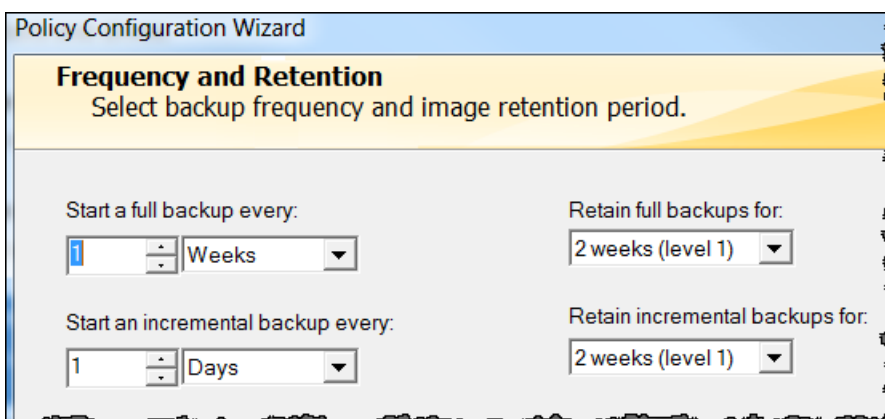 Policy Configuration Wizard
Frequency and Retention
Select backup frequency and image retention period.
Start a full backup every:
Retain full backups for:
1 Weeks
2 weeks (level 1)
Start an incremental backup every:
Retain incremental backups for:
1 Days
2 weeks (level 1)